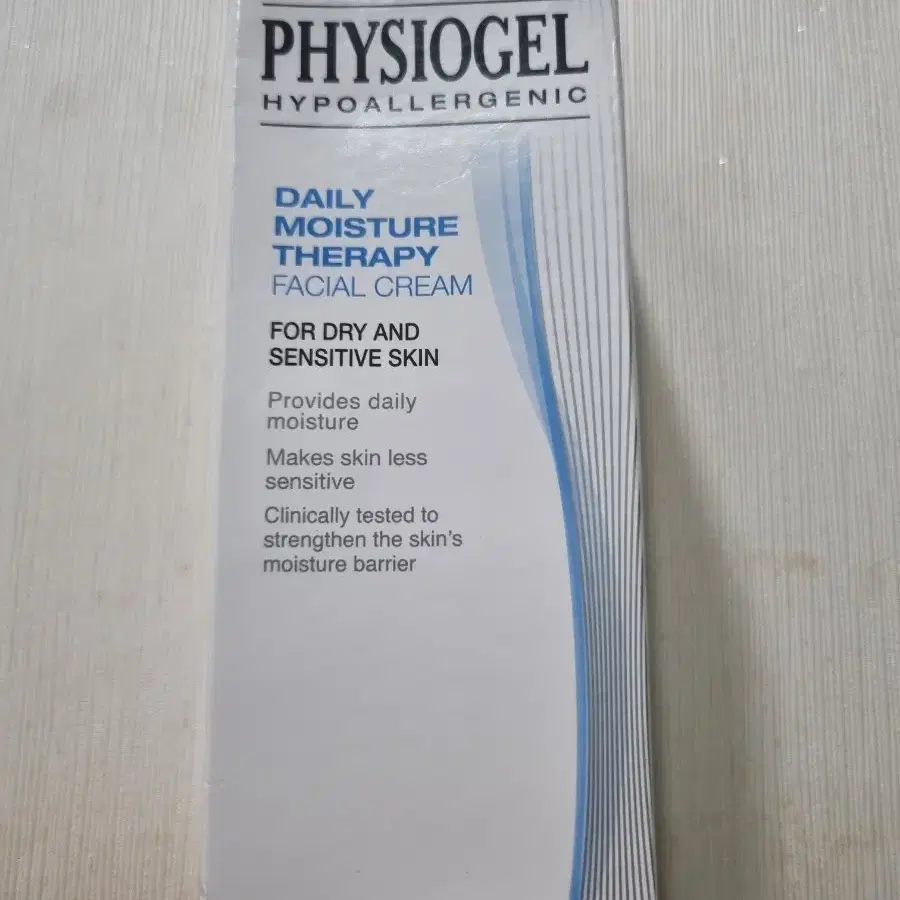 PHYSIOGEL
HYPOALLERGENIC
DAILY
MOISTURE
THERAPY
FACIAL CREAM
FOR DRY AND
SENSITIVE SKIN
Provides daily
moisture
Makes skin less
sensitive
Clinically tested to
strengthen the skin's
moisture barrier